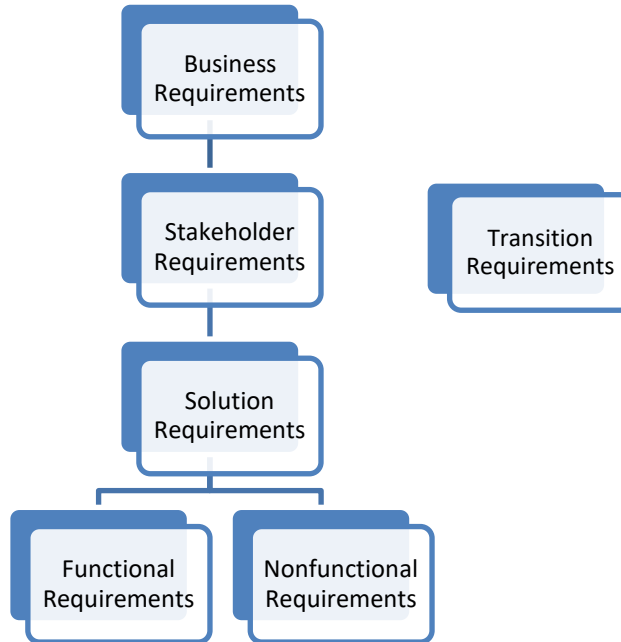 Business
Requirements
Stakeholder
Requirements
Transition
Requirements
Solution
Requirements
Functional
Requirements
Nonfunctional
Requirements